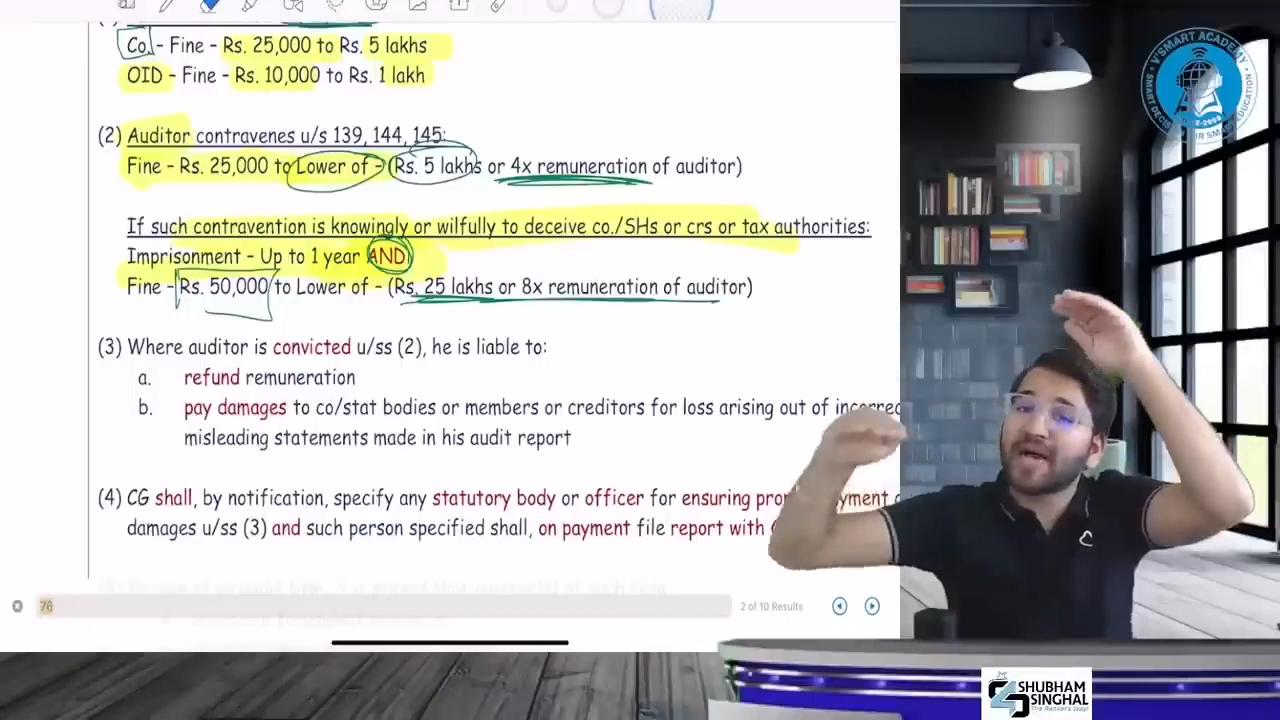 Co. - Fine - Rs. 25,000 to Rs. 5 lakhs
OID - Fine - Rs. 10,000 to Rs. 1 lakh
(2) Auditor contravenes u/s 139, 144, 145:
Fine - Rs. 25,000 to Lower of - (Rs. 5 lakhs or 4x remuneration of auditor)
If such contravention is knowingly or wilfully to deceive co./SHs or crs or tax authorities:
Imprisonment - Up to 1 year AND
Fine - Rs. 50,000 to Lower of - (Rs. 25 lakhs or 8x remuneration of auditor)
(3) Where auditor is convicted u/ss (2), he is liable to:
a. refund remuneration
b. pay damages to co/stat bodies or members or creditors for loss arising out of
misleading statements made in his audit report
(4) CG shall, by notification, specify any statutory body or officer for ensuring
damages u/ss (3) and such person specified shall, on payment file report with
76
2 of 10 Results
V'SMART ACADEMY
SHUBHAM
SINGHAL
The Rankers Way!